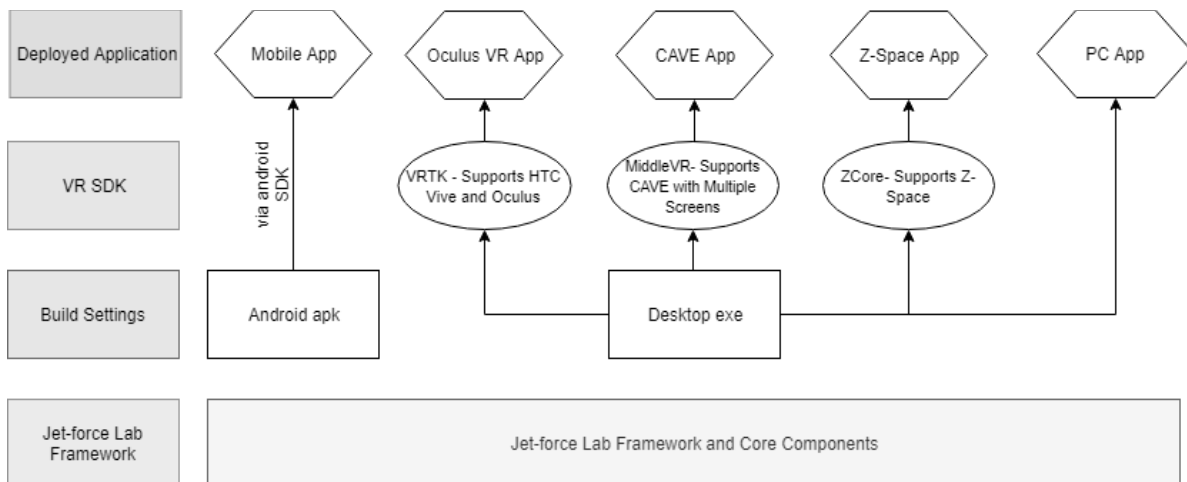 Deployed Application
Mobile App
Oculus VR App
CAVE App
Z-Space App
PC App
VR SDK
via android
SDK
VRTK - Supports HTC
Vive and Oculus
MiddleVR- Supports
CAVE with Multiple
Screens
ZCore- Supports Z-
Space
Build Settings
Android apk
Desktop exe
Jet-force Lab
Framework
Jet-force Lab Framework and Core Components